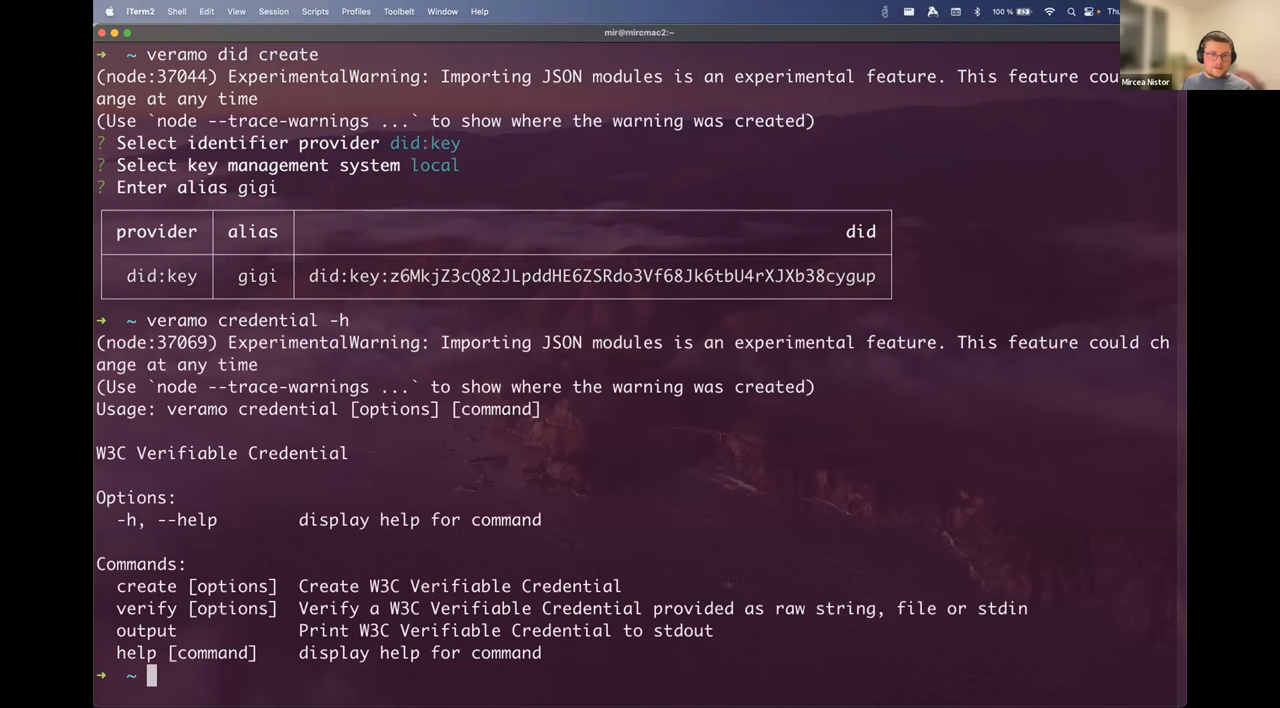 iTerm2 Shell Edit View Session Scripts Profiles Toolbelt Window Help 100 % Thu
mir@mircmac2:~
→ ~ veramo did create
(node:37044) ExperimentalWarning: Importing JSON modules is an experimental feature. This feature cou
ange at any time
(Use `node --trace-warnings ...` to show where the warning was created)
? Select identifier provider did:key
? Select key management system local
? Enter alias gigi
provider alias did
did:key gigi did:key:z6MkjZ3cQ82JLpddHE6ZSRdo3Vf68Jk6tbU4rXJXb38cygup
→ ~ veramo credential -h
(node:37069) ExperimentalWarning: Importing JSON modules is an experimental feature. This feature could ch
ange at any time
(Use `node --trace-warnings ...` to show where the warning was created)
Usage: veramo credential [options] [command]
W3C Verifiable Credential
Options:
-h, --help display help for command
Commands:
create [options] Create W3C Verifiable Credential
verify [options] Verify a W3C Verifiable Credential provided as raw string, file or stdin
output Print W3C Verifiable Credential to stdout
help [command] display help for command
→ ~
Mircea Nistor